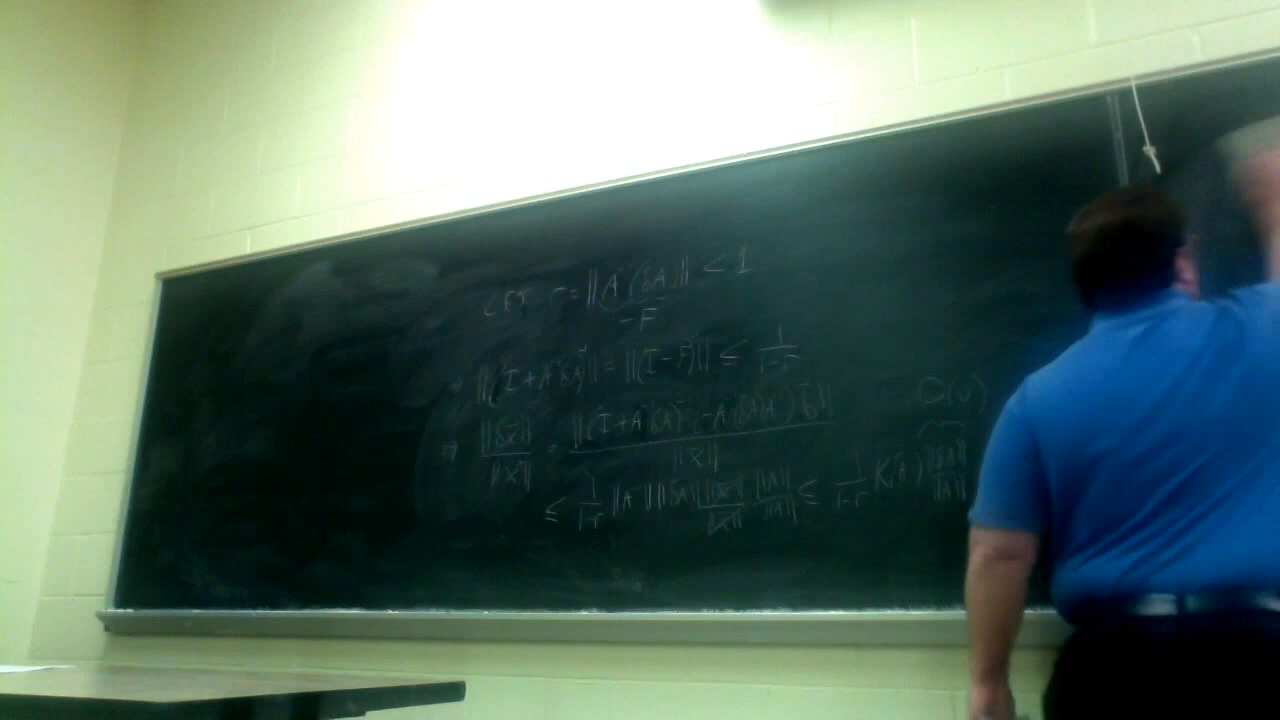 LET r = ||A⁻¹(δA)|| < 1
-F
⇒ ||(I+A⁻¹δA)⁻¹|| = ||(I-F)⁻¹|| ≤ 1/(1-r)
⇒ ||δx||/||x|| = ||(I+A⁻¹δA)⁻¹(-A⁻¹(δA)A⁻¹)b||/||x||
O(u)
≤ 1/(1-r) ||A⁻¹|| ||δA|| ||x||/||x|| ||A||/||A|| ≤ 1/(1-r) K(A) ||δA||/||A||